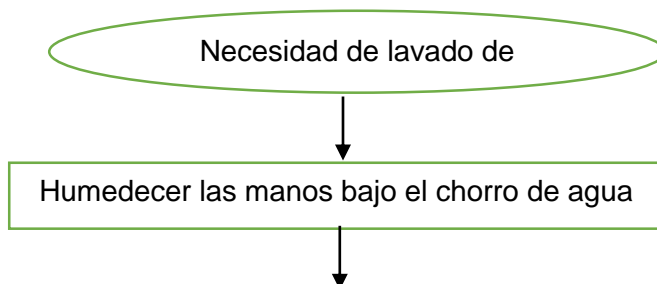 Necesidad de lavado de
Humedecer las manos bajo el chorro de agua